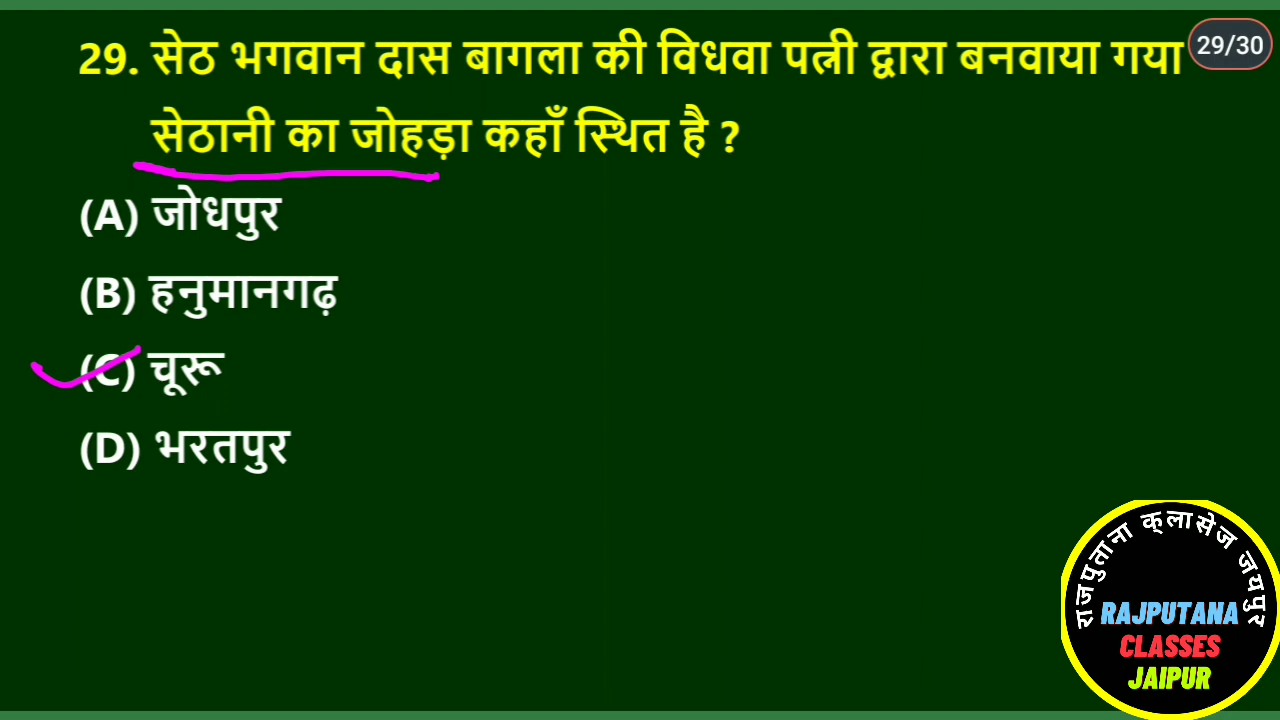 29. सेठ भगवान दास बागला की विधवा पत्नी द्वारा बनवाया गया
29/30
सेठानी का जोहड़ा कहाँ स्थित है ?
(A) जोधपुर
(B) हनुमानगढ़
(C) चूरू
(D) भरतपुर
राजपुताना क्लासेज जयपुर
RAJPUTANA
CLASSES
JAIPUR